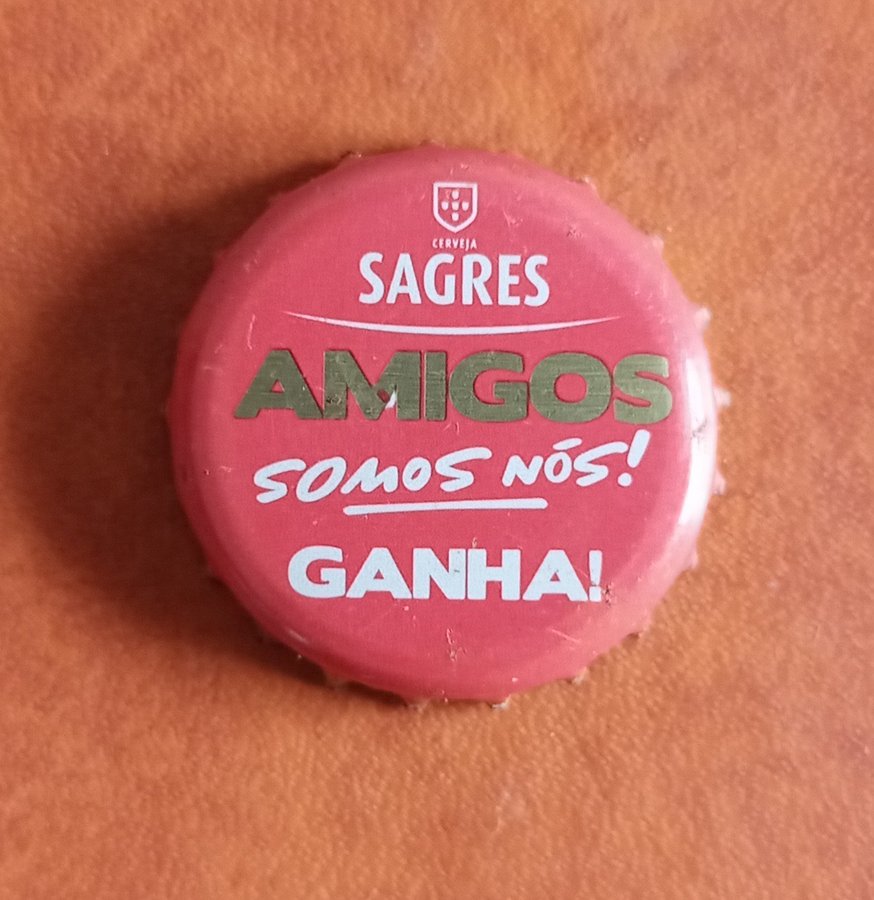 CERVEJA
SAGRES
AMIGOS
SOMOS NÓS!
GANHA!